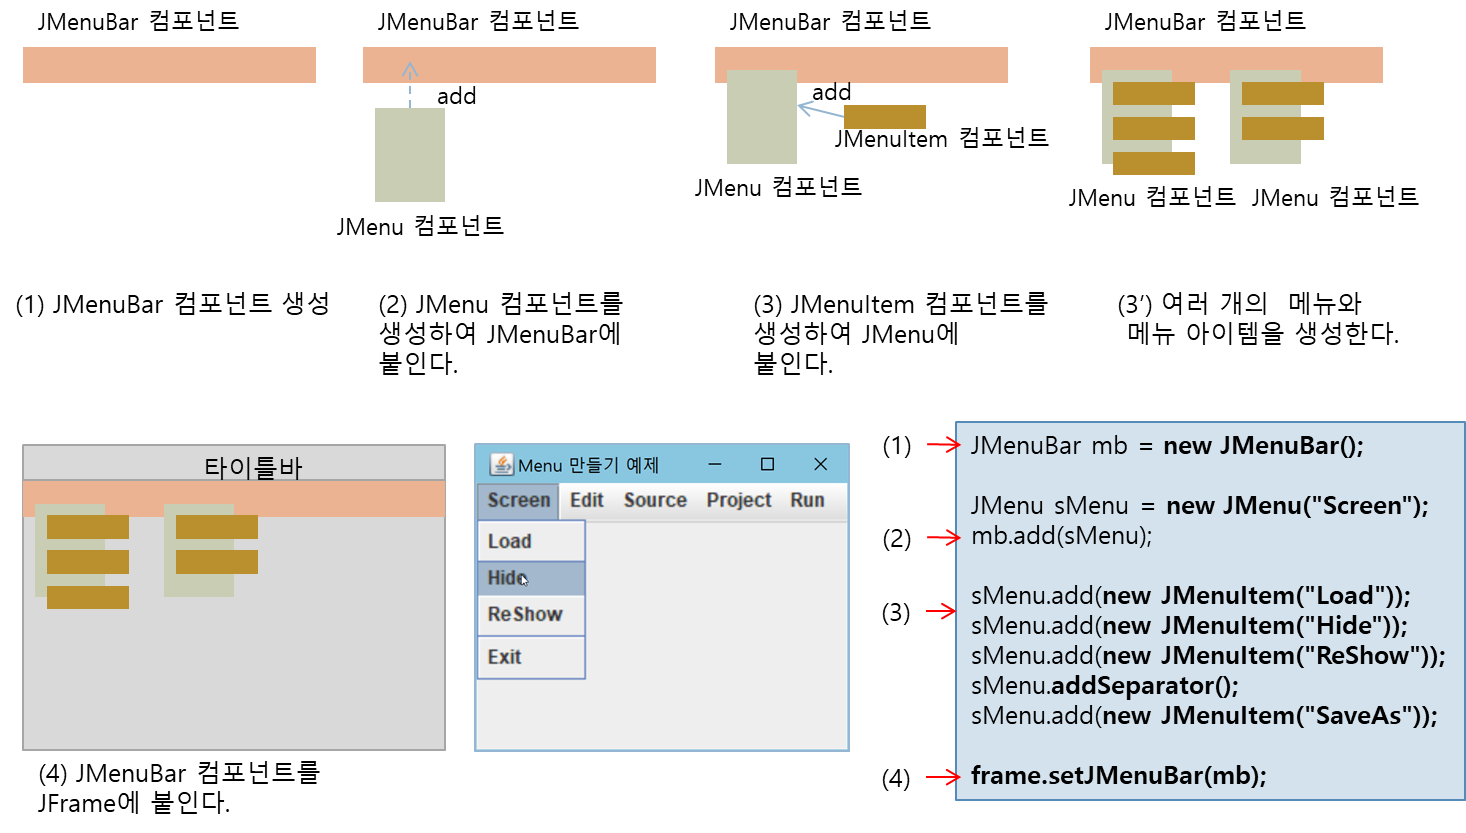 JMenuBar 컴포넌트
JMenuBar 컴포넌트
add
JMenu 컴포넌트
JMenuBar 컴포넌트
add
JMenuItem 컴포넌트
JMenu 컴포넌트
JMenuBar 컴포넌트
JMenu 컴포넌트
JMenu 컴포넌트
(1) JMenuBar 컴포넌트 생성
(2) JMenu 컴포넌트를
생성하여 JMenuBar에
붙인다.
(3) JMenuItem 컴포넌트를
생성하여 JMenu에
붙인다.
(3’) 여러 개의 메뉴와
메뉴 아이템을 생성한다.
타이틀바
(4) JMenuBar 컴포넌트를
JFrame에 붙인다.
Menu 만들기 예제
Screen Edit Source Project Run
Load
Hide
ReShow
Exit
(1) JMenuBar mb = new JMenuBar();
JMenu sMenu = new JMenu("Screen");
(2) mb.add(sMenu);
(3) sMenu.add(new JMenuItem("Load"));
sMenu.add(new JMenuItem("Hide"));
sMenu.add(new JMenuItem("ReShow"));
sMenu.addSeparator();
sMenu.add(new JMenuItem("SaveAs"));
(4) frame.setJMenuBar(mb);